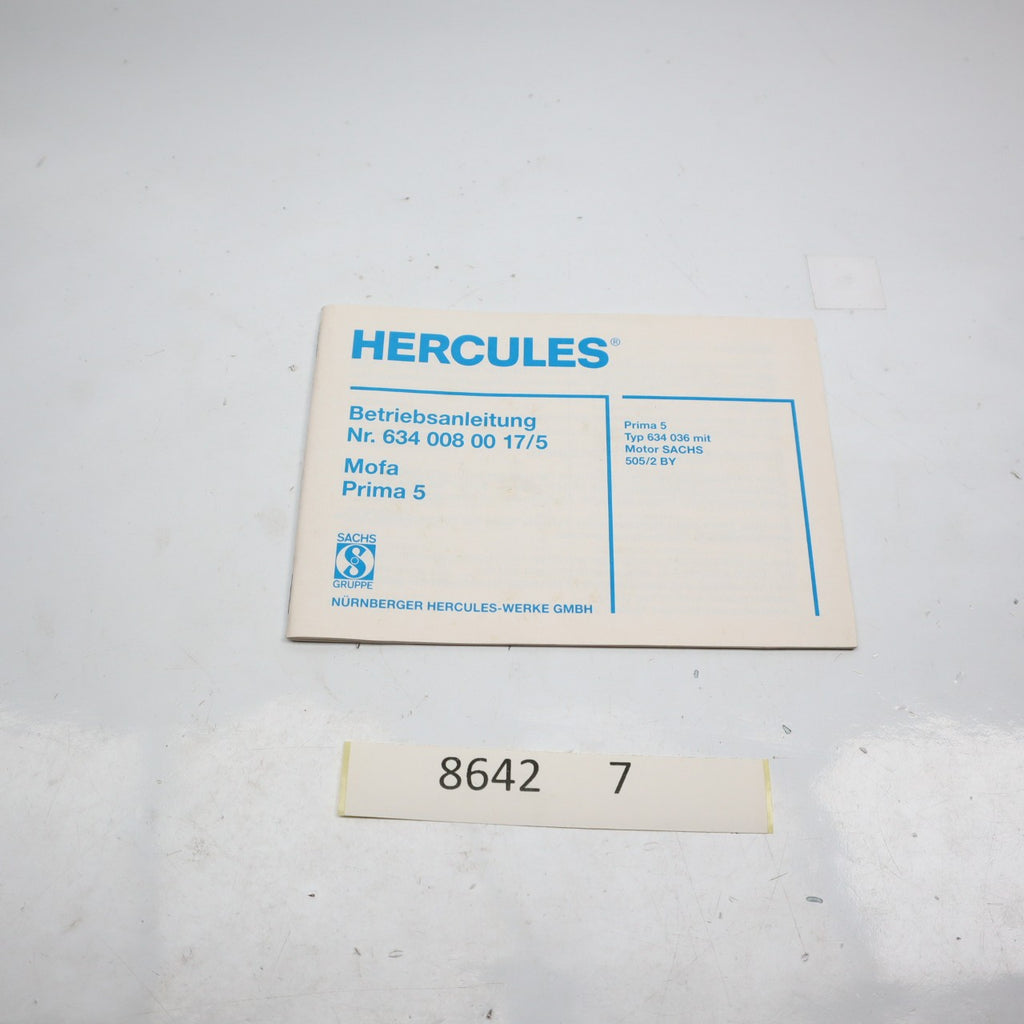 HERCULES®
Betriebsanleitung
Nr. 634 008 00 17/5
Mofa
Prima 5
SACHS
GRUPPE
NÜRNBERGER HERCULES-WERKE GMBH
Prima 5
Typ 634 036 mit
Motor SACHS
505/2 BY
8642 7